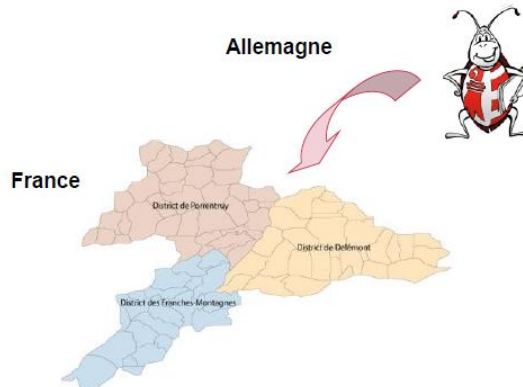 Allemagne
France
District de Porrentruy
District de Delémont
District des Franches-Montagnes